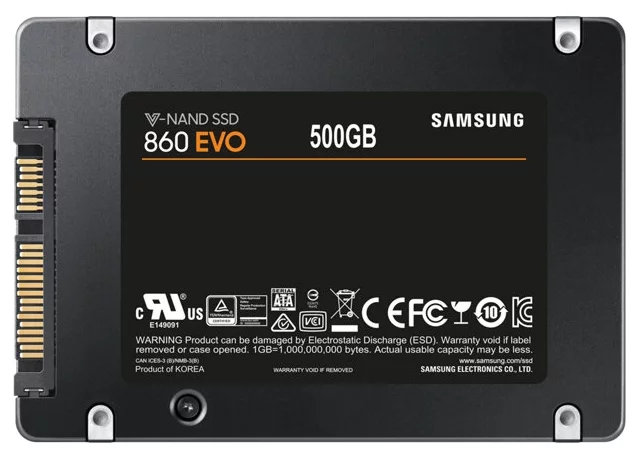 V-NAND SSD
860 EVO
500GB
SAMSUNG
c RU® US
E149091
SERIAL
ATA
VCI
CE FC 10
WARNING Product can be damaged by Electrostatic Discharge (ESD). Warranty void if label
removed or case opened. 1GB=1,000,000,000 bytes. Actual usable capacity may be less.
CAN ICES-3 (B)/NMB-3(B)
www.samsung.com/ssd
Product of KOREA
WARRANTY VOID IF REMOVED
SAMSUNG ELECTRONICS CO., LTD.